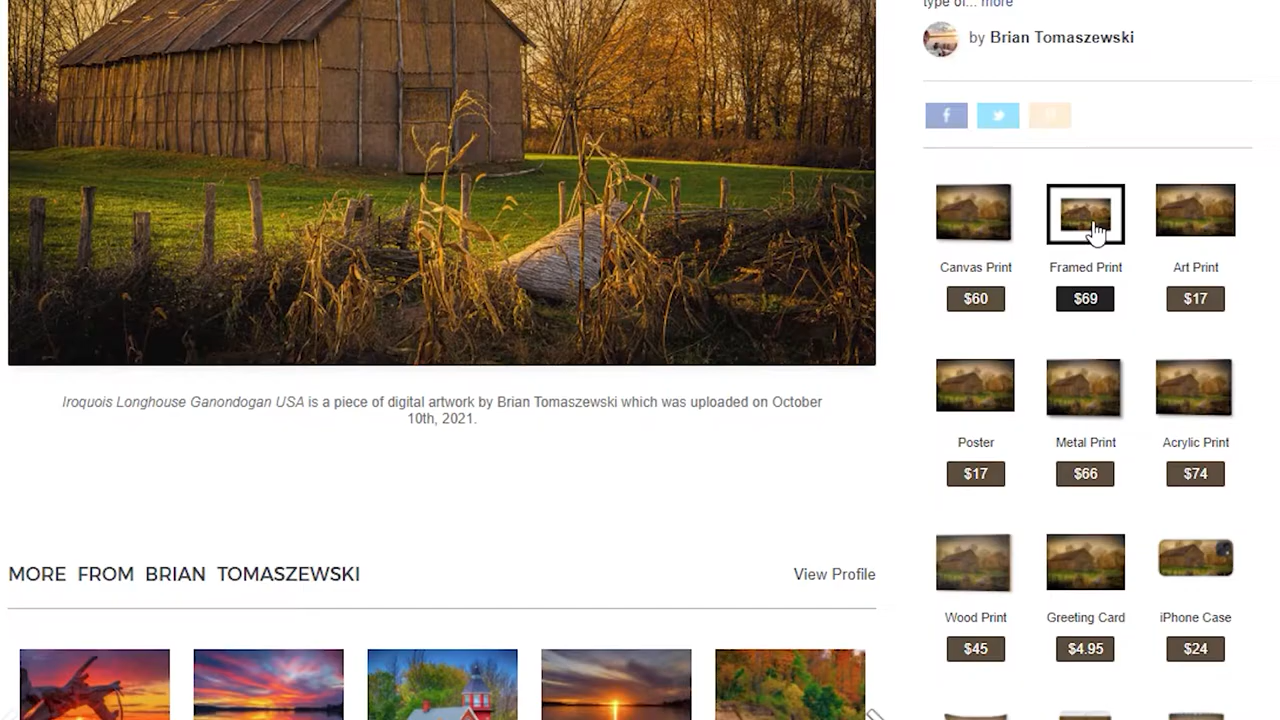 type of... more
by Brian Tomaszewski
Canvas Print
Framed Print
Art Print
$60
$69
$17
Poster
Metal Print
Acrylic Print
$17
$66
$74
Wood Print
Greeting Card
iPhone Case
$45
$4.95
$24
Iroquois Longhouse Ganondogan USA is a piece of digital artwork by Brian Tomaszewski which was uploaded on October
10th, 2021.
MORE FROM BRIAN TOMASZEWSKI
View Profile